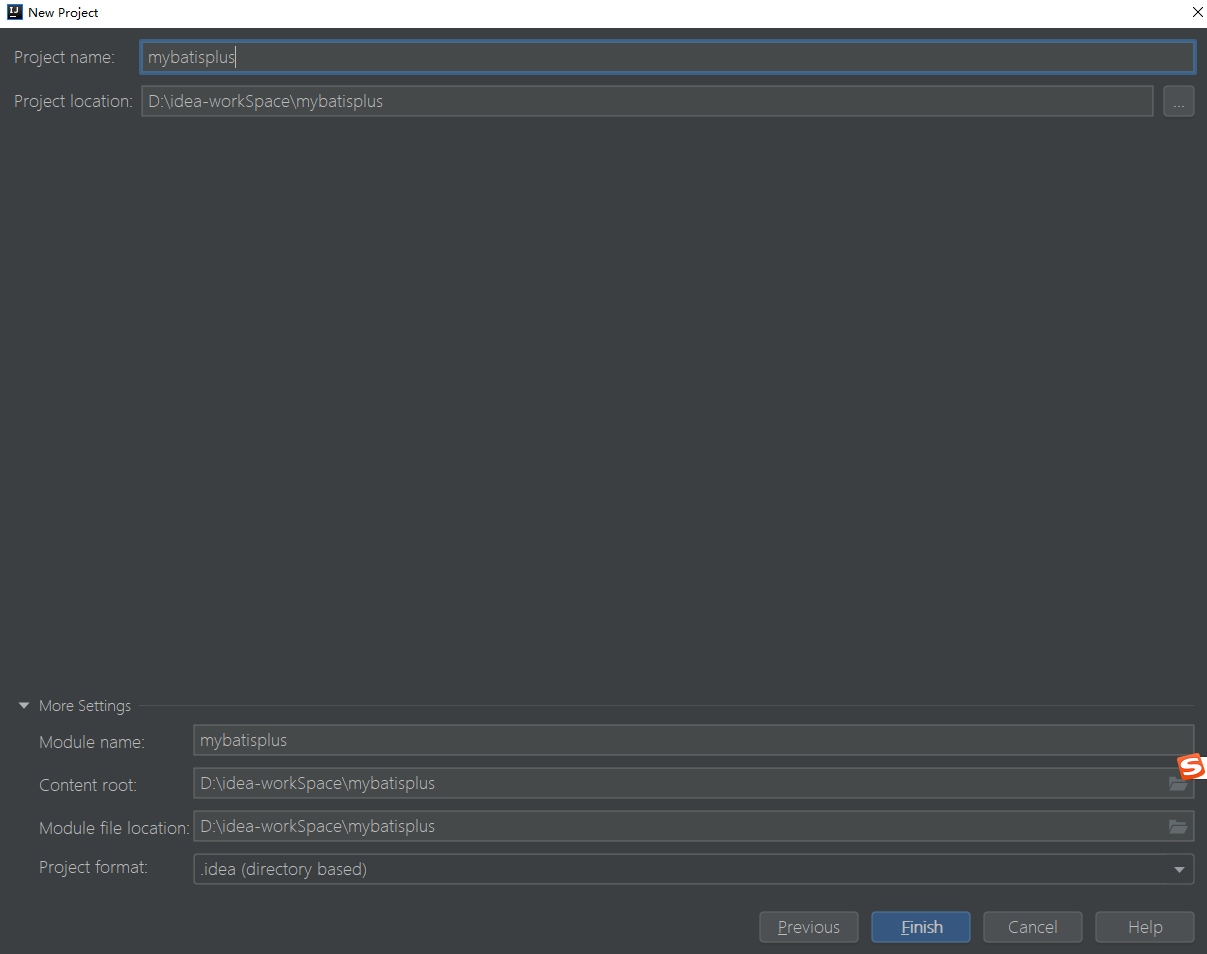 New Project
Project name: mybatisplus
Project location: D:\idea-workSpace\mybatisplus ...
More Settings
Module name: mybatisplus
Content root: D:\idea-workSpace\mybatisplus
Module file location: D:\idea-workSpace\mybatisplus
Project format: .idea (directory based)
Previous Finish Cancel Help